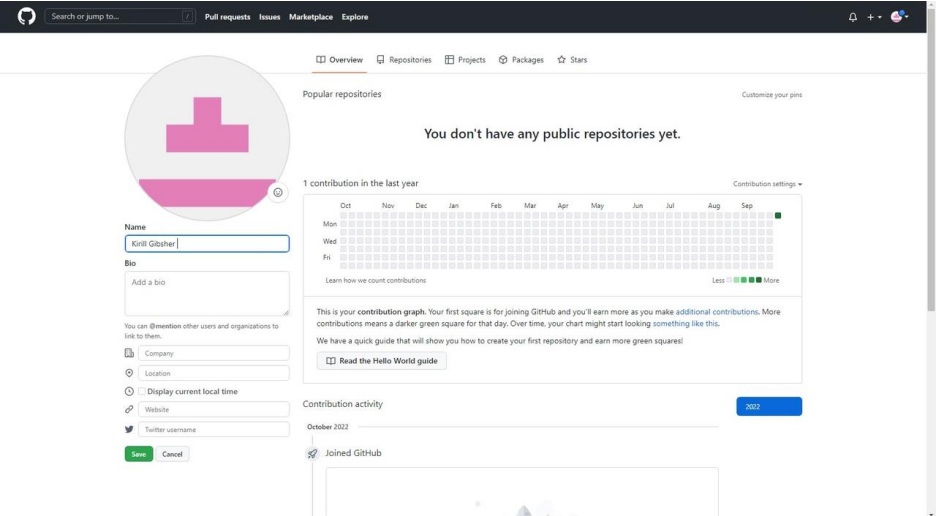 Search or jump to... /
Pull requests Issues Marketplace Explore
Overview Repositories Projects Packages Stars
Popular repositories
Customize your pins
You don't have any public repositories yet.
1 contribution in the last year
Contribution settings
Oct Nov Dec Jan Feb Mar Apr May Jun Jul Aug Sep
Mon
Wed
Fri
Learn how we count contributions
Less More
This is your contribution graph. Your first square is for joining GitHub and you'll earn more as you make additional contributions. More
contributions means a darker green square for that day. Over time, your chart might start looking something like this.
We have a quick guide that will show you how to create your first repository and earn more green squares!
Read the Hello World guide
Contribution activity
2022
October 2022
Joined GitHub
Name
Kirill Gibsher
Bio
Add a bio
You can @mention other users and organizations to
link to them.
Company
Location
Display current local time
Website
Twitter username
Save Cancel